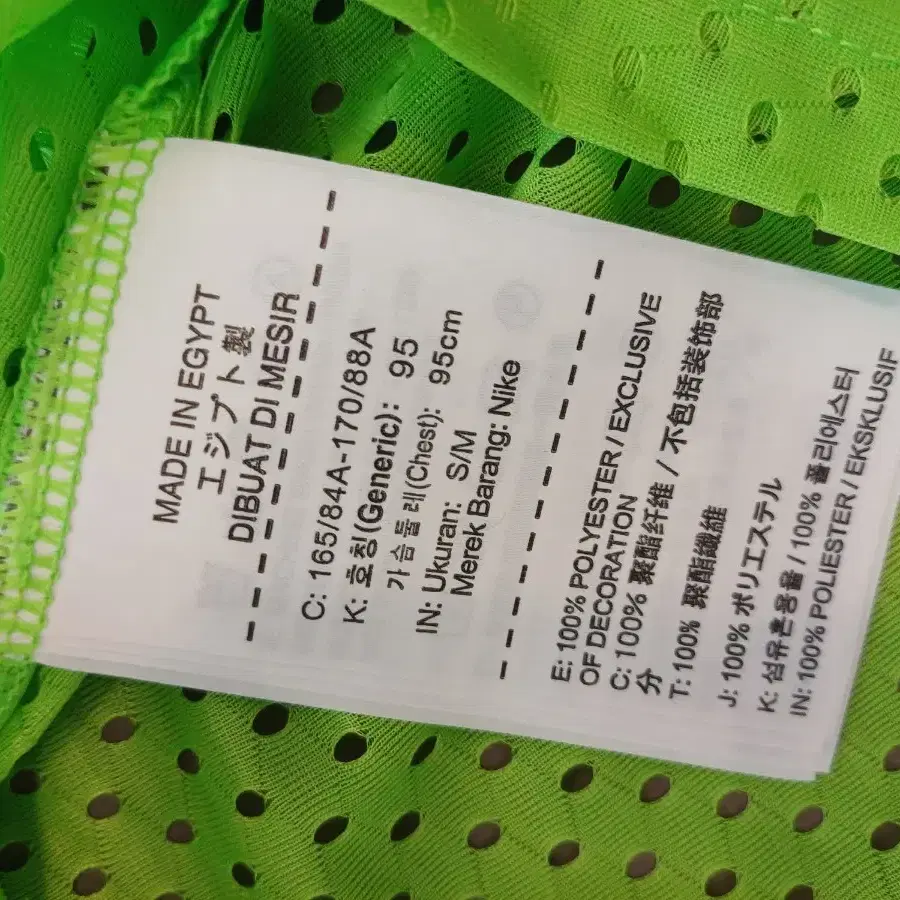 MADE IN EGYPT
エジプト製
DIBUAT DI MESIR
C: 165/84A-170/88A
K: 호칭(Generic): 95
가슴둘레(Chest): 95cm
IN: Ukuran: S/M
Merek Barang: Nike
E: 100% POLYESTER / EXCLUSIVE
OF DECORATION
C: 100% 聚酯纤维 / 不包括装饰部
分
T: 100% 聚酯纖維
J: 100% ポリエステル
K: 섬유혼용율 / 100% 폴리에스터
IN: 100% POLIESTER / EKSKLUSIF